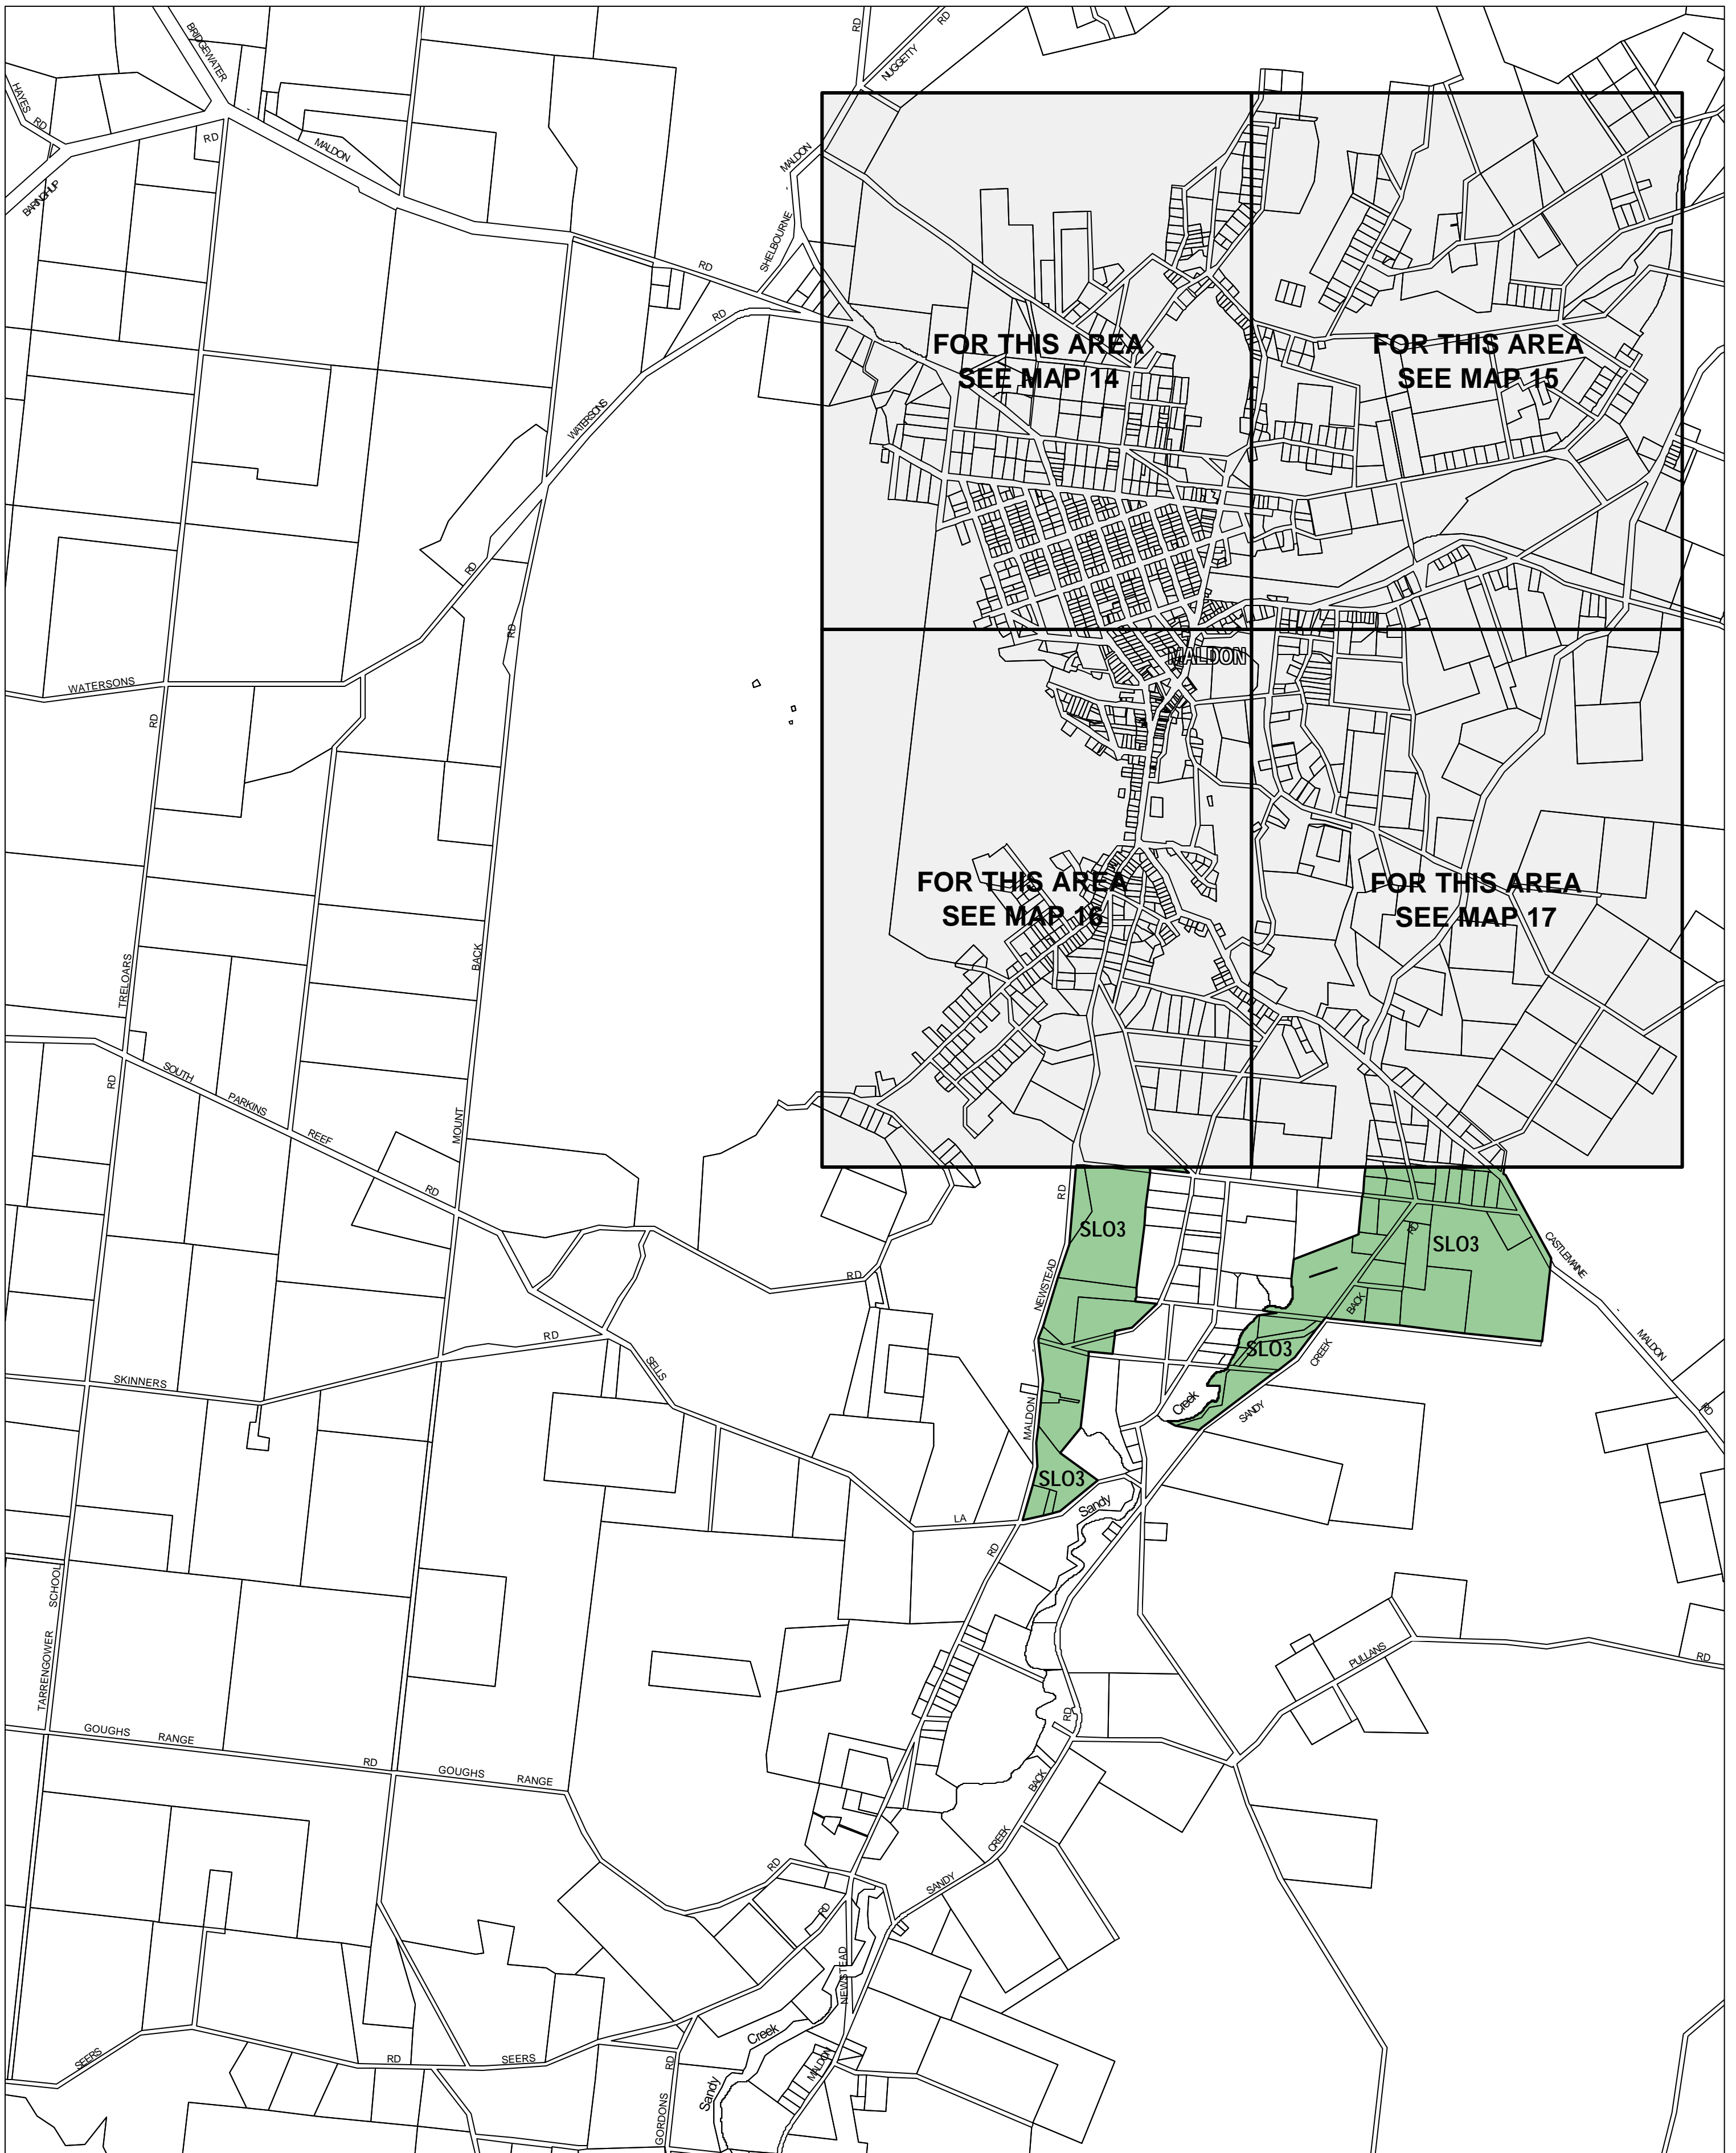 BRIDGEWATER
RD
NUGGETTY
RD
HAYES
RD
RD
MALDON
BARINGHUP
MALDON
SHELBOURNE
RD
RD
FOR THIS AREA
SEE MAP 14
FOR THIS AREA
SEE MAP 15
WATERSONS
RD
RD
MALDON
WATERSONS
RD
FOR THIS AREA
SEE MAP 16
FOR THIS AREA
SEE MAP 17
BACK
TRELOARS
RD
SOUTH
PARKINS
REEF
RD
MOUNT
RD
SLO3
RD
SLO3
CASTLEMAINE
RD
NEWSTEAD
BACK
RD
SLO3
CREEK
MALDON
SELLS
SKINNERS
Creek
SANDY
MALDON
RD
SLO3
Sandy
LA
RD
SCHOOL
TARRENGOWER
PULLANS
RD
RD
GOUGHS
RANGE
RD
GOUGHS
RANGE
BACK
CREEK
RD
SANDY
RD
NEWSTEAD
Creek
SEERS
RD
SEERS
RD
MALDON
Sandy
GORDONS